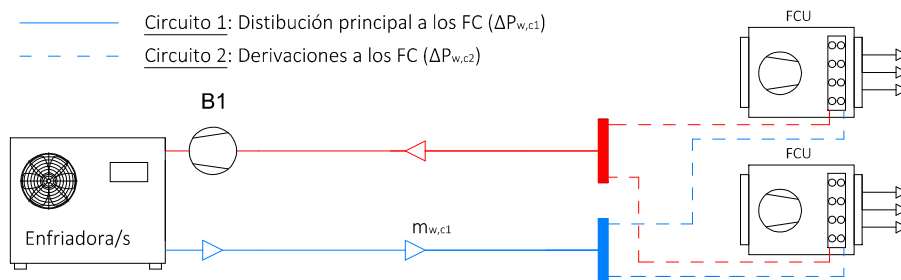 Circuito 1: Distibución principal a los FC (ΔPw,c1)
Circuito 2: Derivaciones a los FC (ΔPw,c2)
FCU
B1
FCU
Enfriadora/s
mw,c1